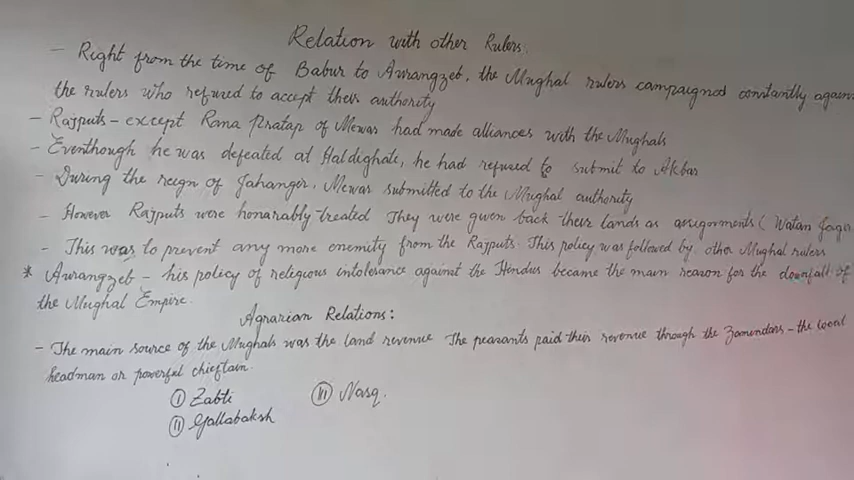 Relation with other Rulers.
- Right from the time of Babur to Aurangzeb, the Mughal rulers campaigned constantly again
the rulers who refused to accept their authority
- Rajputs - except Rana Pratap of Mewar had made alliances with the Mughals
- Eventhough he was defeated at Haldighati, he had refused to submit to Akbar
- During the reign of Jahanger, Mewar submitted to the Mughal authority
- However Rajputs were honorably treated They were given back their lands as assignments (Watan Jagir
- This was to prevent any more enemity from the Rajputs. This policy was followed by other Mughal rulers
* Aurangzeb - his policy of religious intolerance against the Hindus became the main reason for the downfall of
the Mughal Empire.
Agrarian Relations:
- The main source of the Mughals was the land revenue The peasants paid their revenue through the Zamindars - the local
headman or powerful chieftain.
(I) Zabti (VI) Nasq.
(II) Gallabaksh